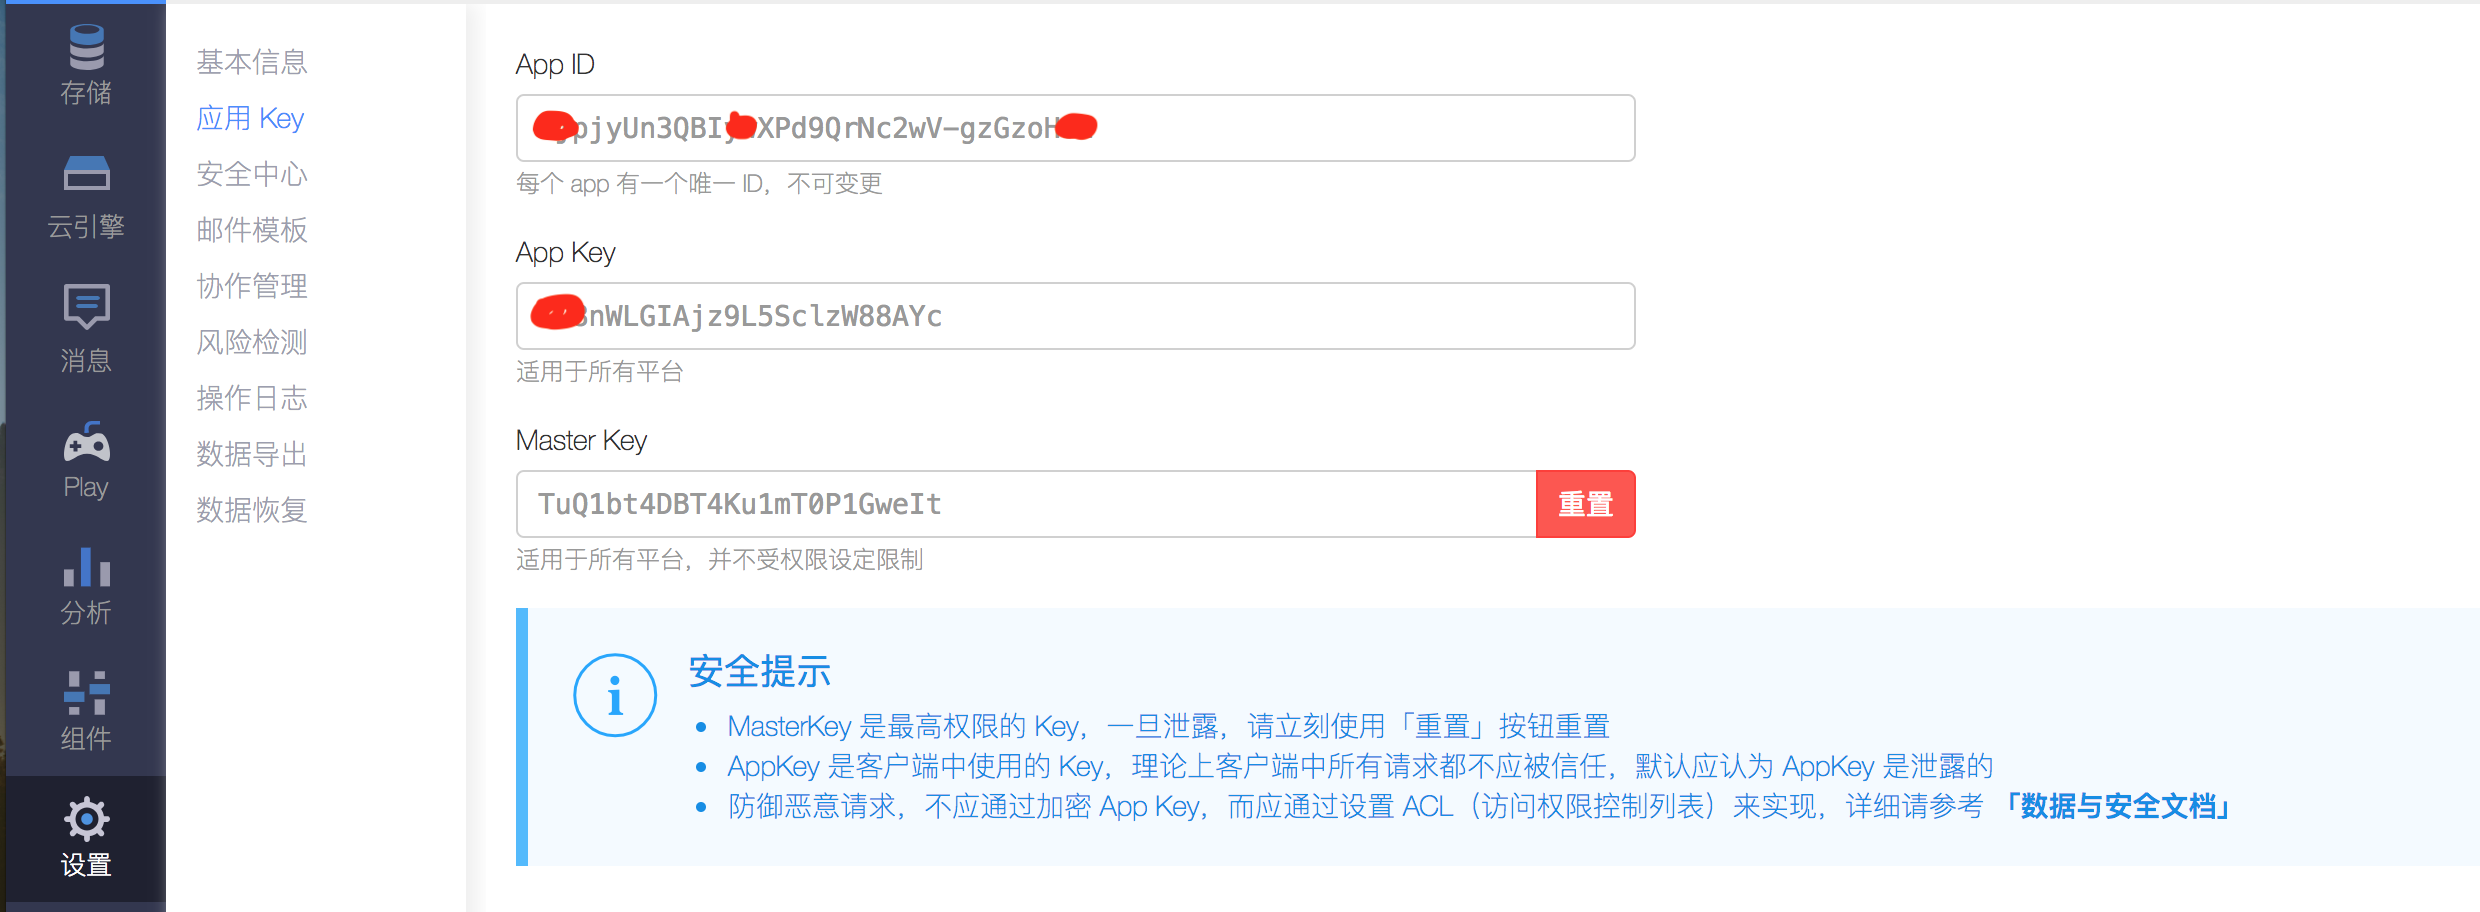 存储
云引擎
消息
Play
分析
组件
设置
基本信息
应用 Key
安全中心
邮件模板
协作管理
风险检测
操作日志
数据导出
数据恢复
App ID
pjyUn3QBI XPd9QrNc2wV-gzGzoH
每个 app 有一个唯一 ID，不可变更
App Key
nWLGIAjz9L5SclzW88AYc
适用于所有平台
Master Key
TuQ1bt4DBT4Ku1mT0P1GweIt
重置
适用于所有平台，并不受权限设定限制
安全提示
MasterKey 是最高权限的 Key，一旦泄露，请立刻使用「重置」按钮重置
AppKey 是客户端中使用的 Key，理论上客户端中所有请求都不应被信任，默认应认为 AppKey 是泄露的
防御恶意请求，不应通过加密 App Key，而应通过设置 ACL（访问权限控制列表）来实现，详细请参考 「数据与安全文档」